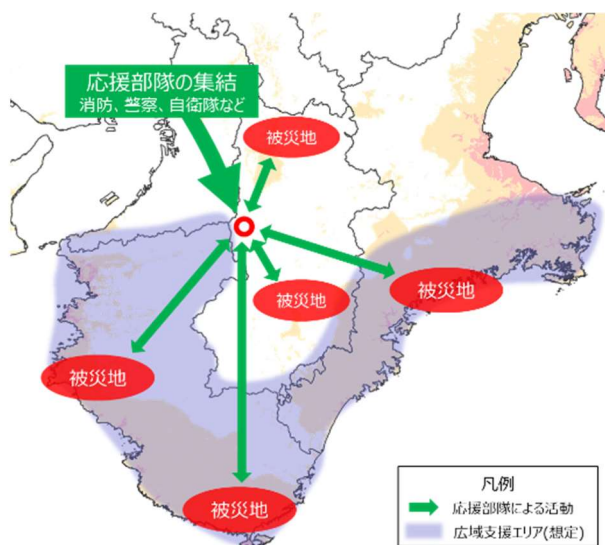 応援部隊の集結
消防、警察、自衛隊など
被災地
被災地
被災地
被災地
被災地
凡例
応援部隊による活動
広域支援エリア(想定)